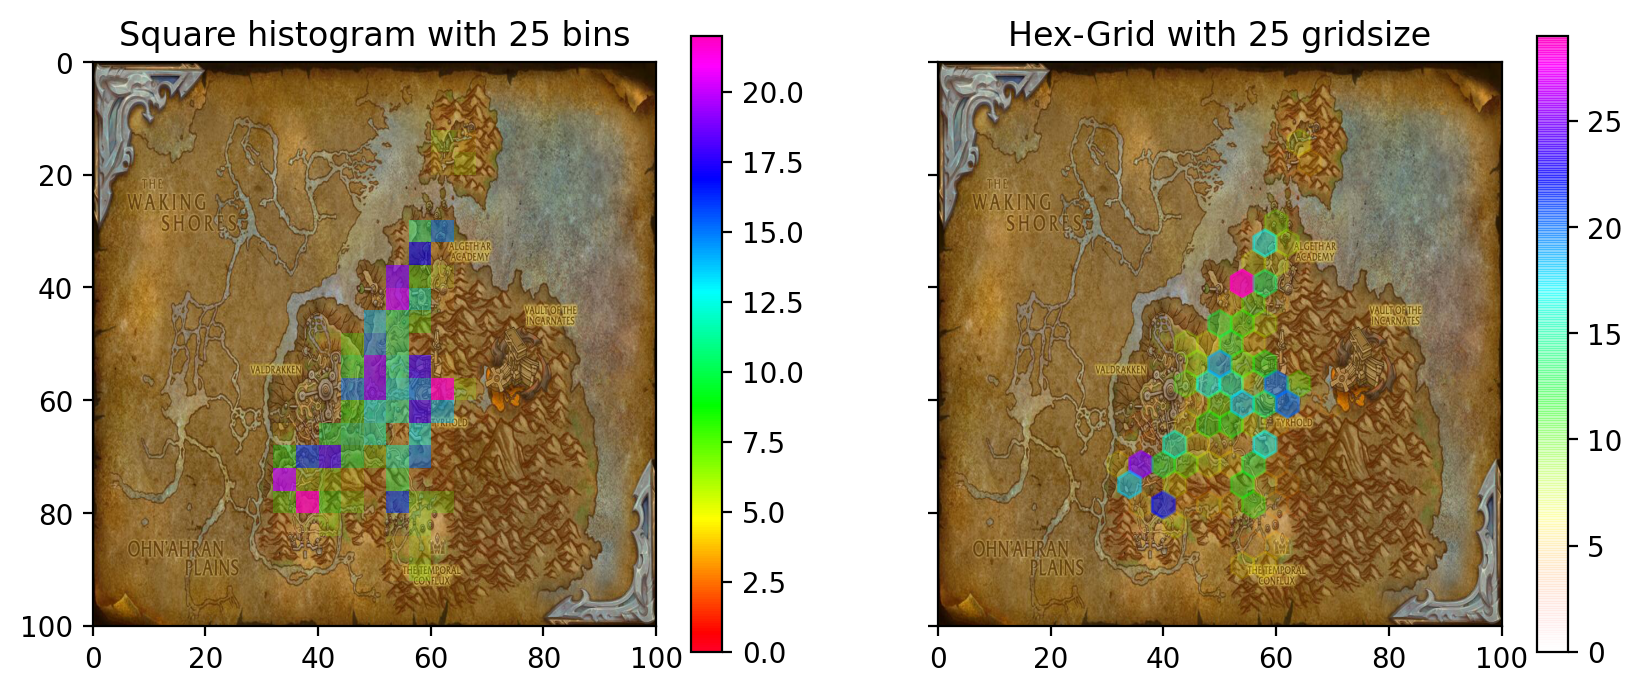 Square histogram with 25 bins
0
20
40
60
80
100
0
20
40
60
80
100
THE
WAKING
SHORES
ALGETH'AR
ACADEMY
VAULT OF THE
INCARNATES
VALDRAKKEN
TYRHOLD
OHN'AHRAN
PLAINS
THE TEMPORAL
CONFLUX
20.0
17.5
15.0
12.5
10.0
7.5
5.0
2.5
0.0
Hex-Grid with 25 gridsize
0
20
40
60
80
100
THE
WAKING
SHORES
ALGETH'AR
ACADEMY
VAULT OF THE
INCARNATES
VALDRAKKEN
TYRHOLD
OHN'AHRAN
PLAINS
THE TEMPORAL
CONFLUX
25
20
15
10
5
0